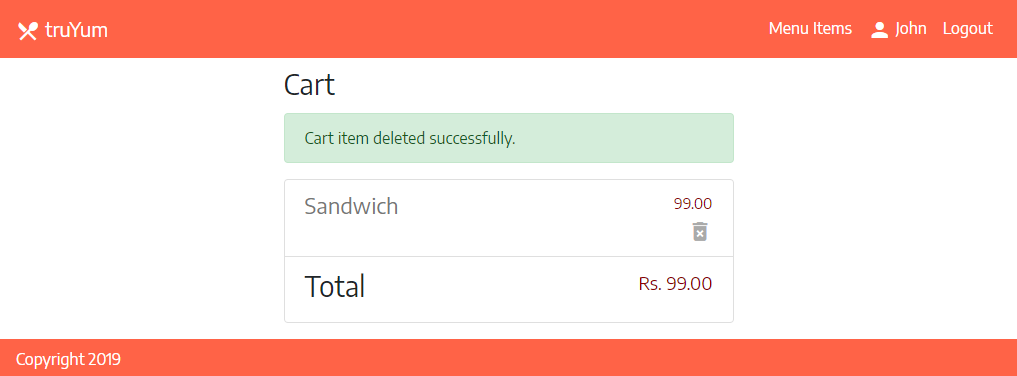 truYum
Menu Items John Logout
Cart
Cart item deleted successfully.
Sandwich 99.00
Total Rs. 99.00
Copyright 2019